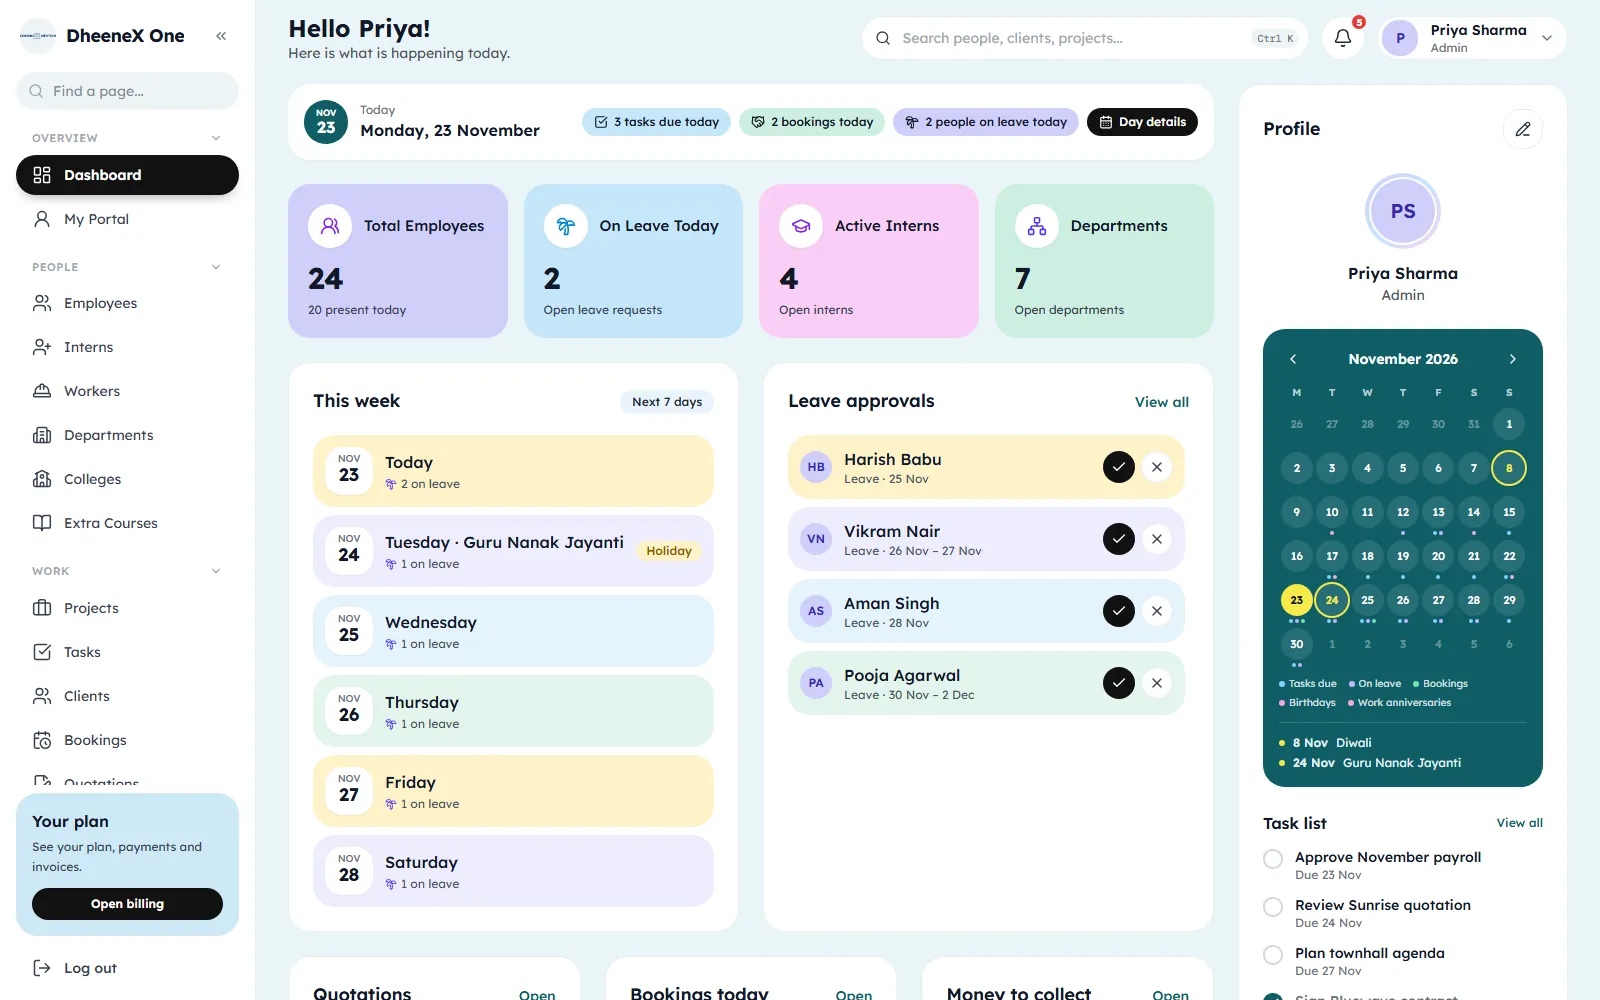 DheeneX One
Find a page...
OVERVIEW
Dashboard
My Portal
PEOPLE
Employees
Interns
Workers
Departments
Colleges
Extra Courses
WORK
Projects
Tasks
Clients
Bookings
Quotations
Your plan
See your plan, payments and
invoices.
Open billing
Log out
Hello Priya!
Here is what is happening today.
Search people, clients, projects...
Ctrl K
5
P
Priya Sharma
Admin
NOV
23
Today
Monday, 23 November
3 tasks due today
2 bookings today
2 people on leave today
Day details
Total Employees
24
20 present today
On Leave Today
2
Open leave requests
Active Interns
4
Open interns
Departments
7
Open departments
This week
Next 7 days
NOV
23
Today
2 on leave
NOV
24
Tuesday · Guru Nanak Jayanti
1 on leave
Holiday
NOV
25
Wednesday
1 on leave
NOV
26
Thursday
1 on leave
NOV
27
Friday
1 on leave
NOV
28
Saturday
1 on leave
Leave approvals
View all
HB
Harish Babu
Leave · 25 Nov
VN
Vikram Nair
Leave · 26 Nov – 27 Nov
AS
Aman Singh
Leave · 28 Nov
PA
Pooja Agarwal
Leave · 30 Nov – 2 Dec
Quotations
Open
Bookings today
Open
Money to collect
Open
Profile
PS
Priya Sharma
Admin
November 2026
M T W T F S S
26 27 28 29 30 31 1
2 3 4 5 6 7 8
9 10 11 12 13 14 15
16 17 18 19 20 21 22
23 24 25 26 27 28 29
30 1 2 3 4 5 6
Tasks due On leave Bookings
Birthdays Work anniversaries
8 Nov Diwali
24 Nov Guru Nanak Jayanti
Task list
View all
Approve November payroll
Due 23 Nov
Review Sunrise quotation
Due 24 Nov
Plan townhall agenda
Due 27 Nov
Sign Blueway contract